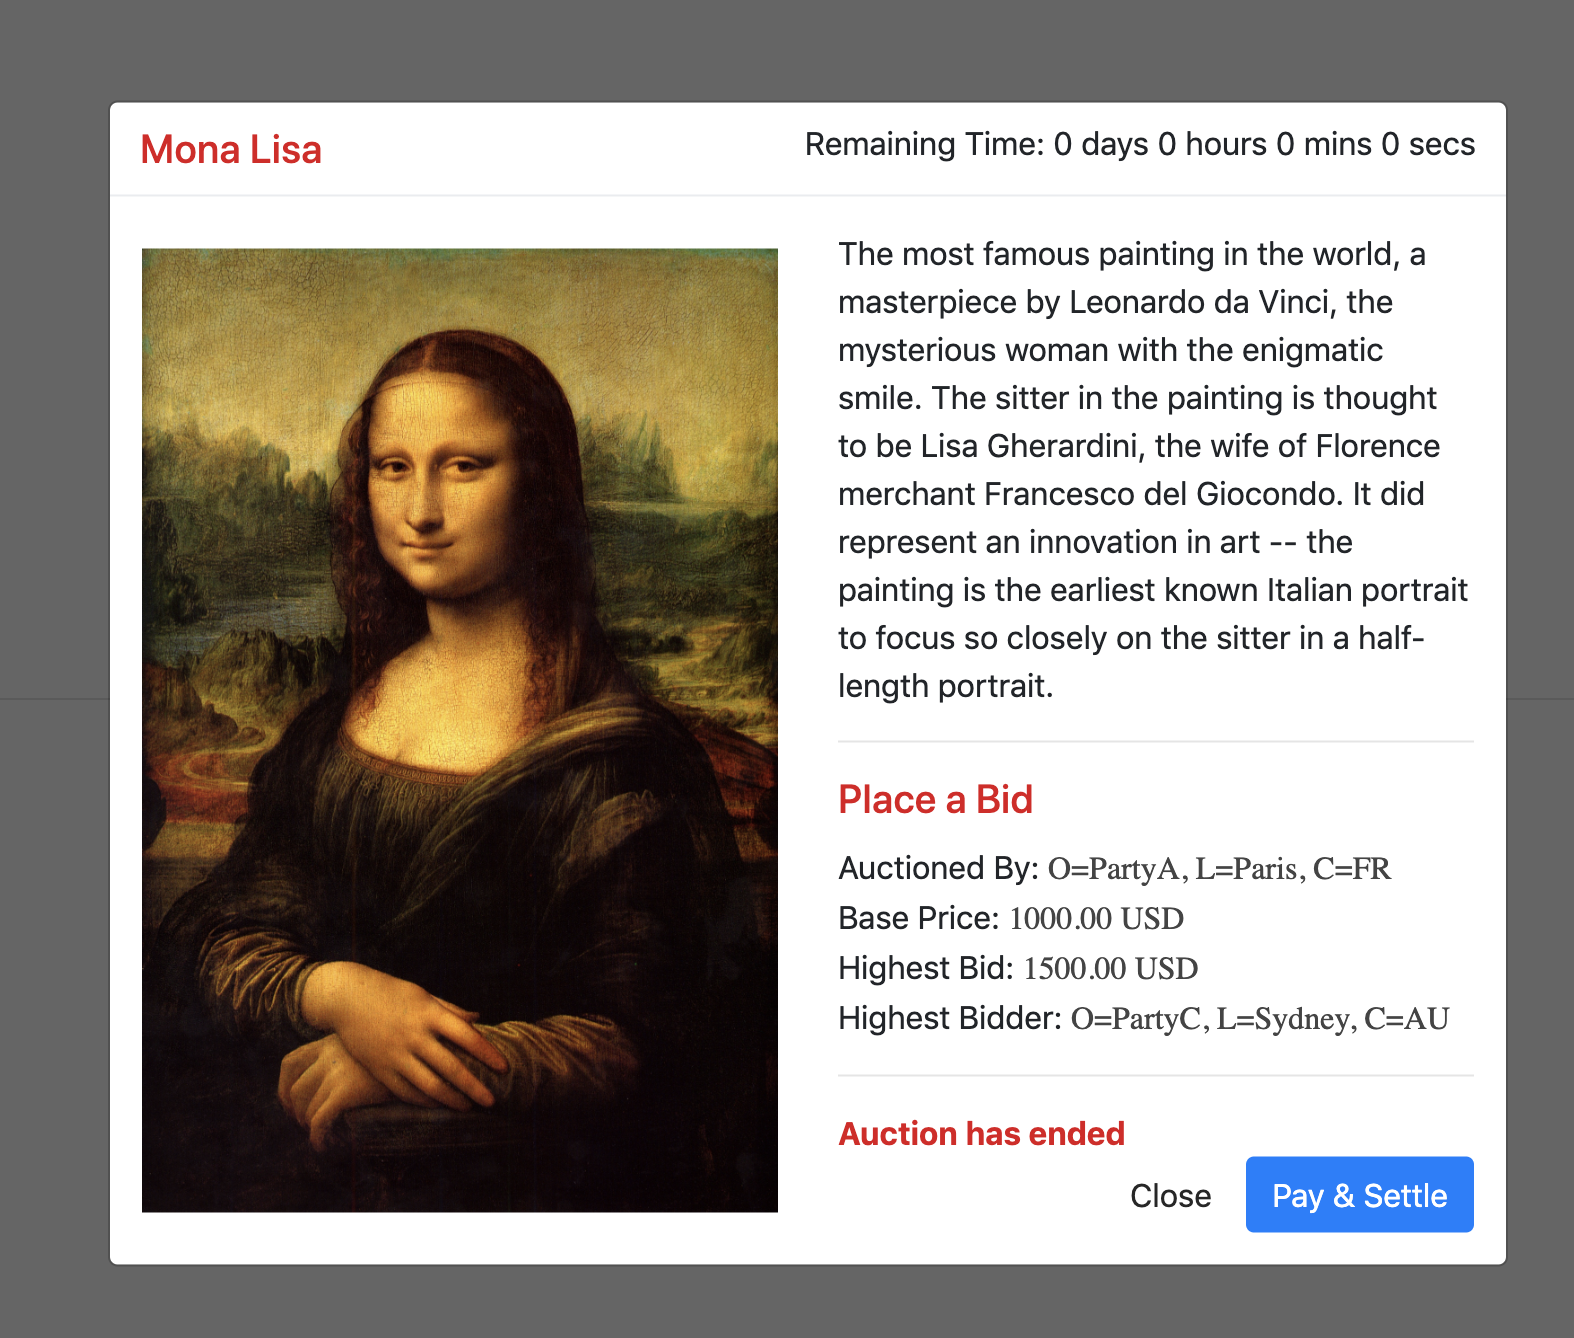 Mona Lisa
Remaining Time: 0 days 0 hours 0 mins 0 secs
The most famous painting in the world, a
masterpiece by Leonardo da Vinci, the
mysterious woman with the enigmatic
smile. The sitter in the painting is thought
to be Lisa Gherardini, the wife of Florence
merchant Francesco del Giocondo. It did
represent an innovation in art -- the
painting is the earliest known Italian portrait
to focus so closely on the sitter in a half-
length portrait.
Place a Bid
Auctioned By: O=PartyA, L=Paris, C=FR
Base Price: 1000.00 USD
Highest Bid: 1500.00 USD
Highest Bidder: O=PartyC, L=Sydney, C=AU
Auction has ended
Close
Pay & Settle